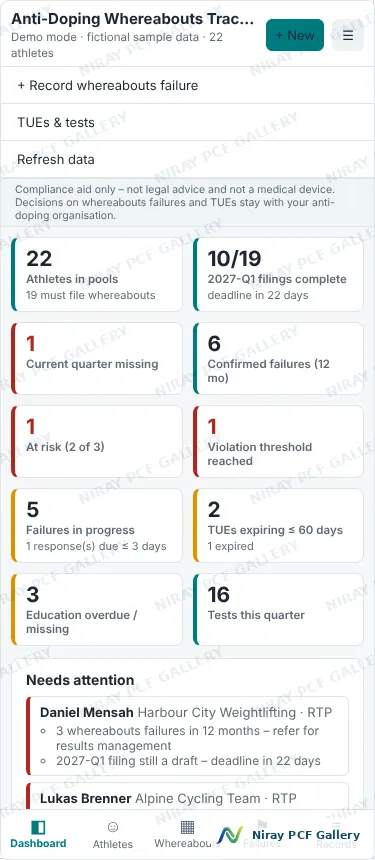 Anti-Doping Whereabouts Trac...
Demo mode · fictional sample data · 22
athletes
+ New
☰
+ Record whereabouts failure
TUEs & tests
Refresh data
Compliance aid only – not legal advice and not a medical device.
Decisions on whereabouts failures and TUEs stay with your anti-
doping organisation.
22
Athletes in pools
19 must file whereabouts
10/19
2027-Q1 filings complete
deadline in 22 days
1
Current quarter missing
6
Confirmed failures (12
mo)
1
At risk (2 of 3)
1
Violation threshold
reached
5
Failures in progress
1 response(s) due ≤ 3 days
2
TUEs expiring ≤ 60 days
1 expired
3
Education overdue /
missing
16
Tests this quarter
Needs attention
Daniel Mensah Harbour City Weightlifting · RTP
3 whereabouts failures in 12 months – refer for
results management
2027-Q1 filing still a draft – deadline in 22 days
Lukas Brenner Alpine Cycling Team · RTP
Dashboard
Athletes
Whereabou
Failures
Records
Niray PCF Gallery
NIRAY PCF GALLERY